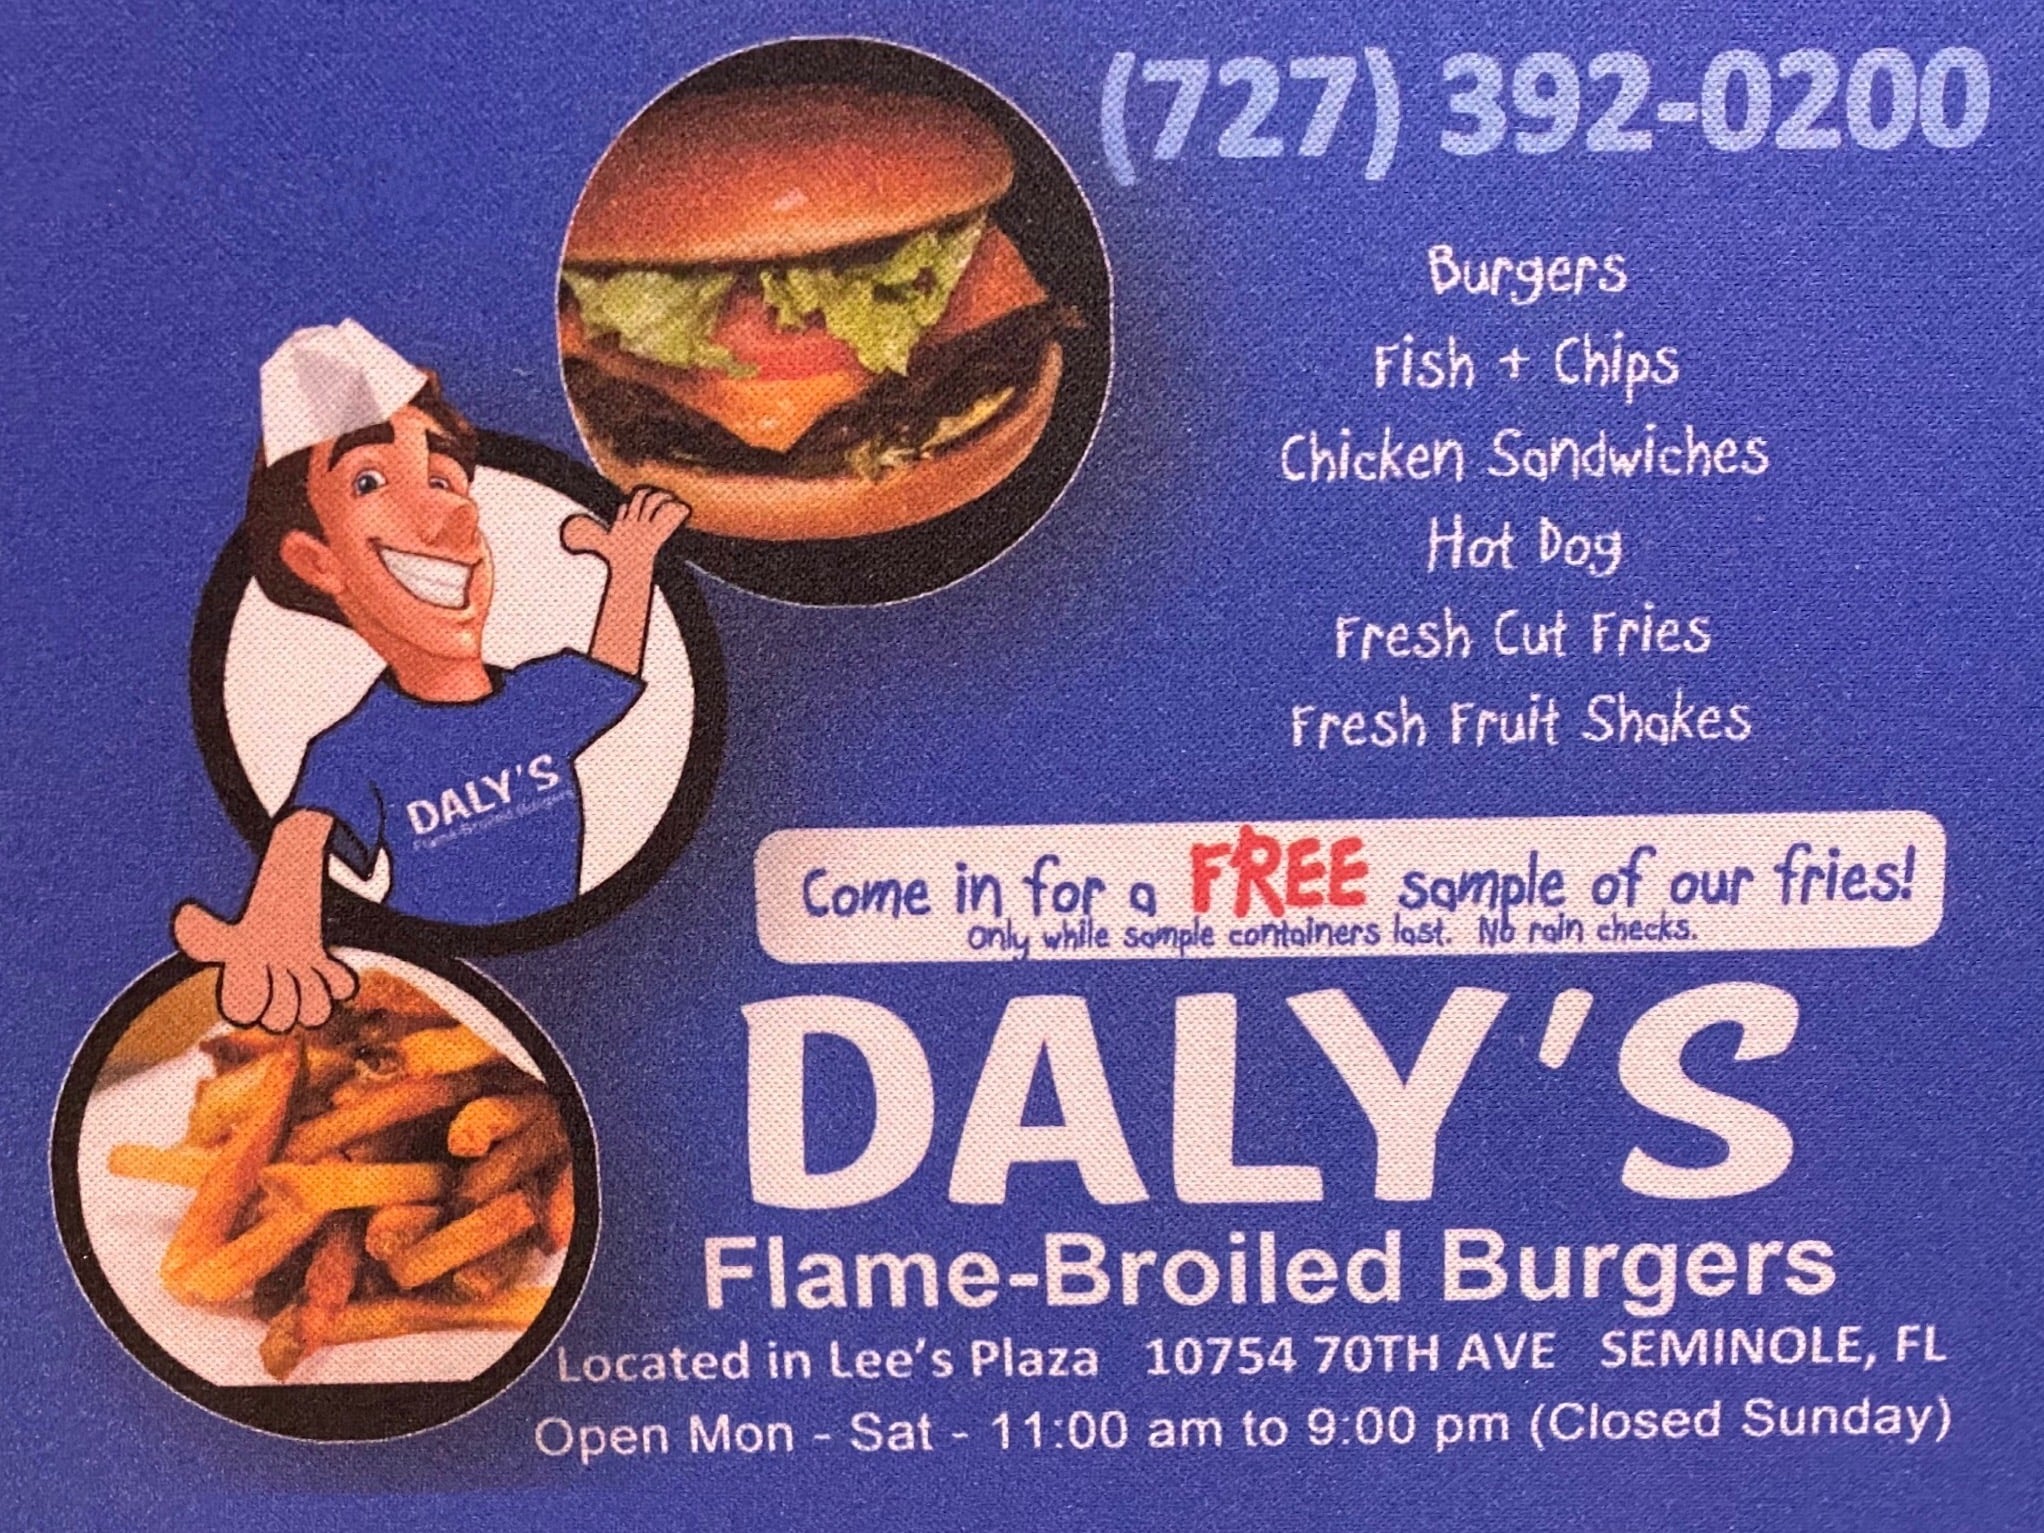 (727) 392-0200
Burgers
Fish + Chips
Chicken Sandwiches
Hot Dog
Fresh Cut Fries
Fresh Fruit Shakes
DALY'S
Flame-Broiled Burgers
Come in for a FREE sample of our fries!
Only while sample containers last. No rain checks.
DALY'S
Flame-Broiled Burgers
Located in Lee's Plaza 10754 70TH AVE SEMINOLE, FL
Open Mon - Sat - 11:00 am to 9:00 pm (Closed Sunday)